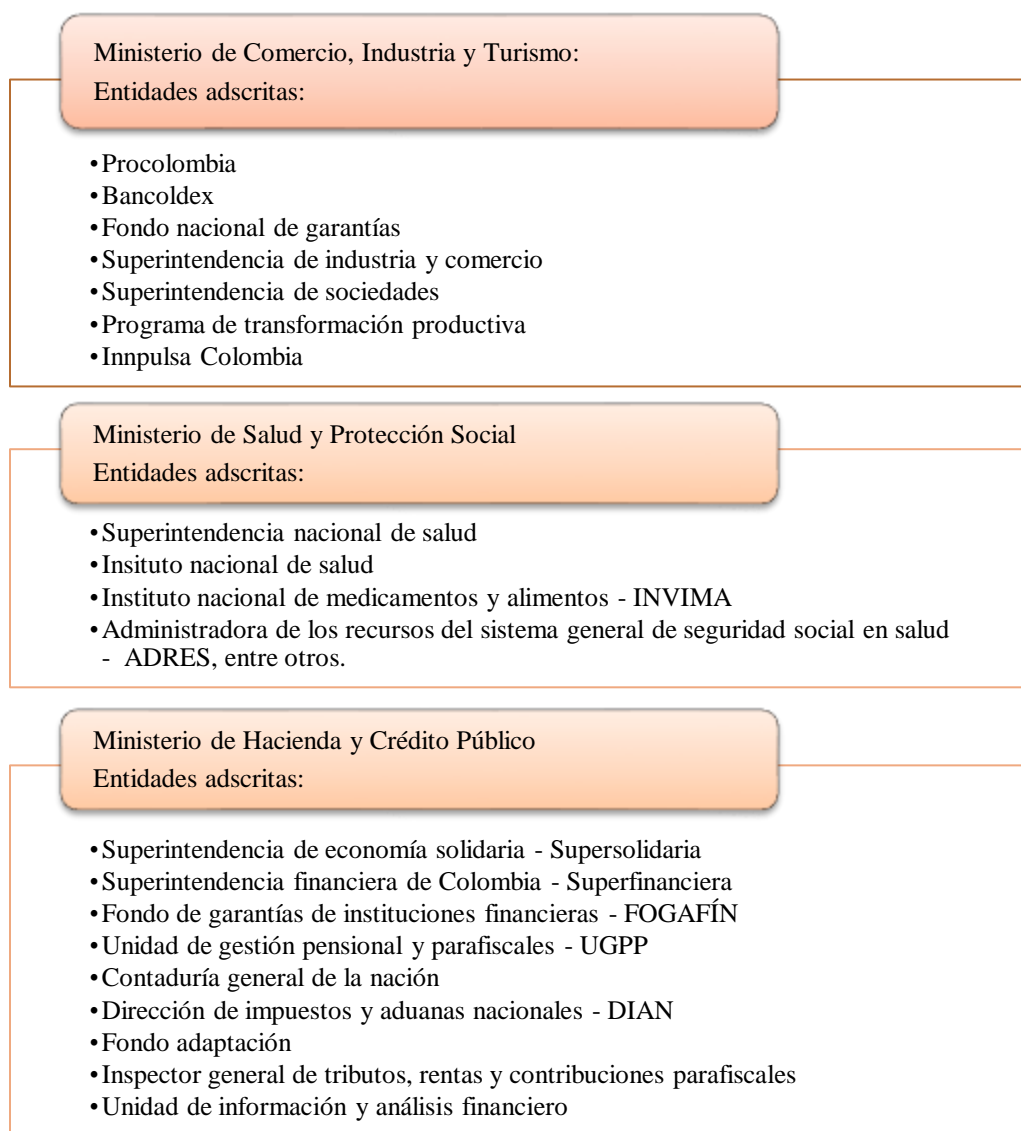 Ministerio de Comercio, Industria y Turismo:
Entidades adscritas:
•Procolombia
•Bancoldex
•Fondo nacional de garantías
•Superintendencia de industria y comercio
•Superintendencia de sociedades
•Programa de transformación productiva
•Innpulsa Colombia
Ministerio de Salud y Protección Social
Entidades adscritas:
•Superintendencia nacional de salud
•Insituto nacional de salud
•Instituto nacional de medicamentos y alimentos - INVIMA
•Administradora de los recursos del sistema general de seguridad social en salud
- ADRES, entre otros.
Ministerio de Hacienda y Crédito Público
Entidades adscritas:
•Superintendencia de economía solidaria - Supersolidaria
•Superintendencia financiera de Colombia - Superfinanciera
•Fondo de garantías de instituciones financieras - FOGAFÍN
•Unidad de gestión pensional y parafiscales - UGPP
•Contaduría general de la nación
•Dirección de impuestos y aduanas nacionales - DIAN
•Fondo adaptación
•Inspector general de tributos, rentas y contribuciones parafiscales
•Unidad de información y análisis financiero